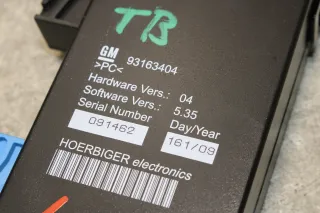 TB
GM 93163404
>PC<
Hardware Vers.: 04
Software Vers.: 5.35
Serial Number Day/Year
091462 161/09
HOERBIGER electronics